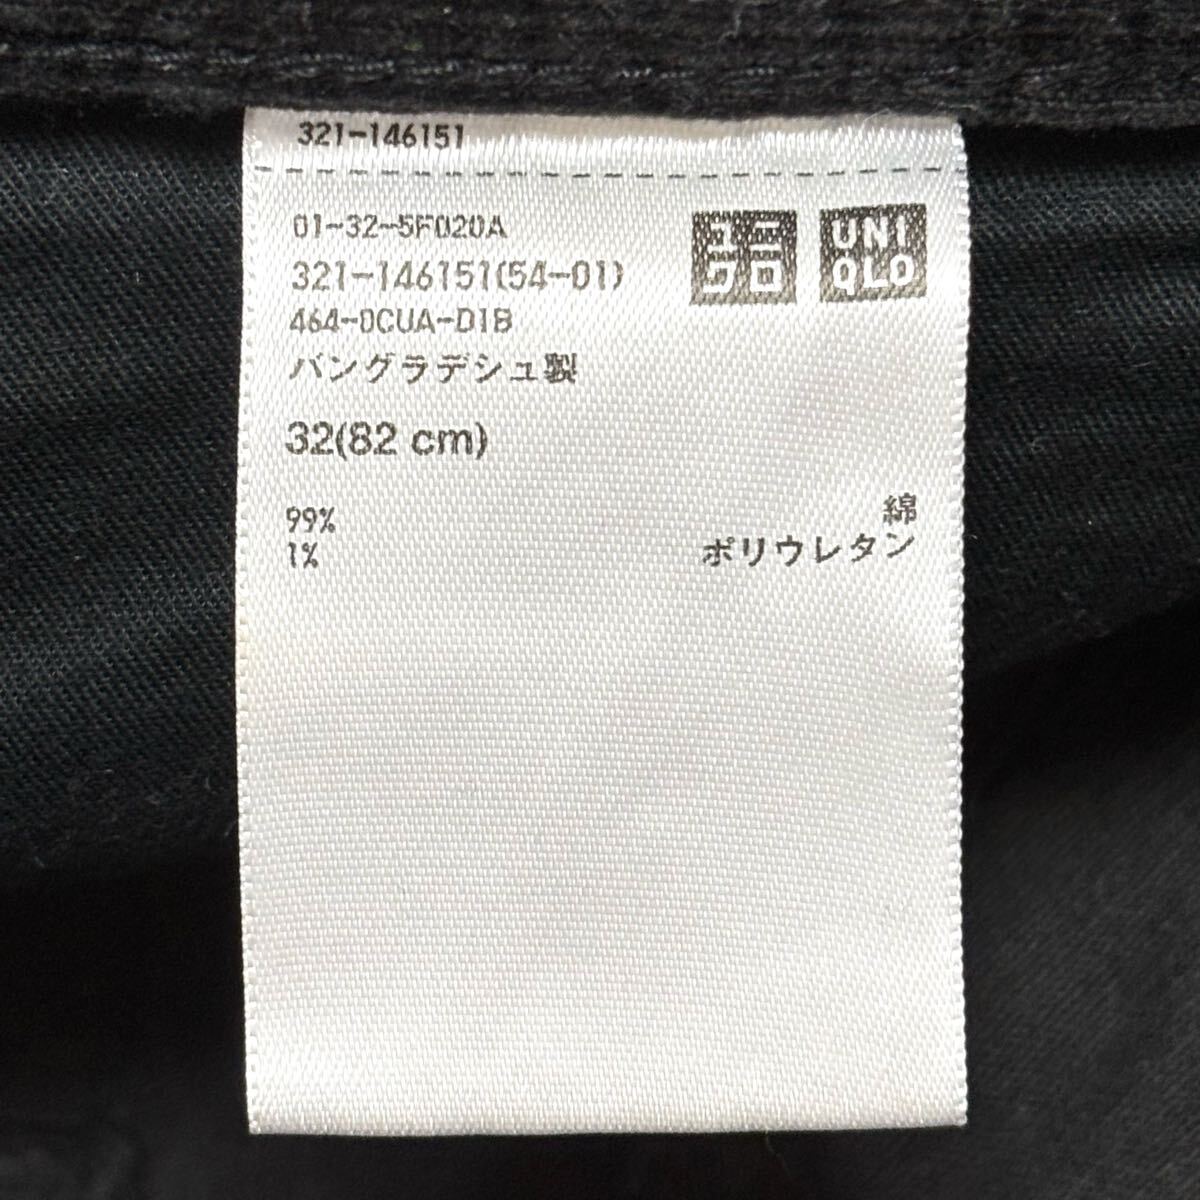 321-146151
01-32-5F020A
321-146151(54-01)
464-0CUA-D1B
バングラデシュ製
ユニ
クロ
UNI
QLO
32(82 cm)
99% 綿
1% ポリウレタン